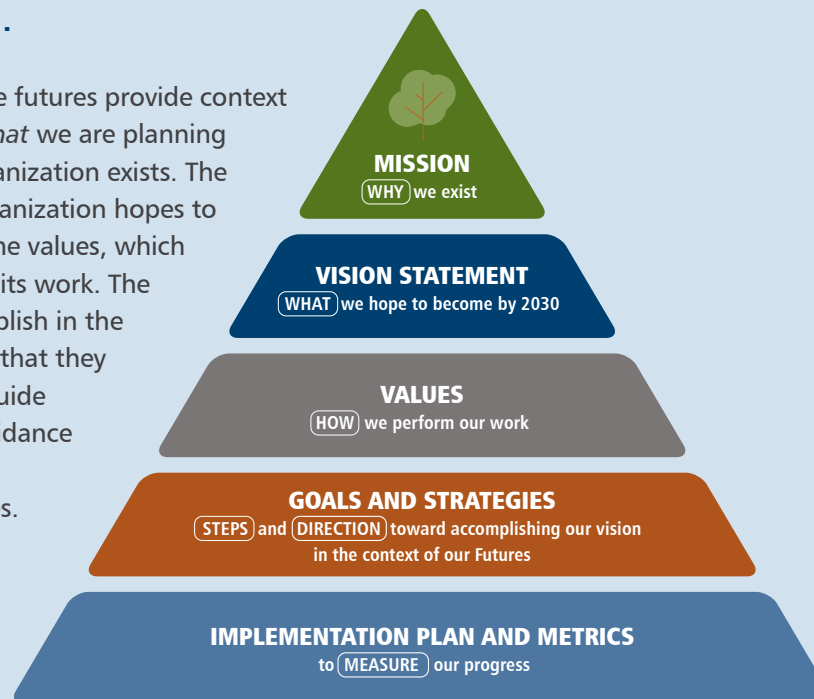 .
e futures provide context
hat we are planning
anization exists. The
anization hopes to
he values, which
its work. The
plish in the
that they
uide
idance
s.
MISSION
WHY we exist
VISION STATEMENT
WHAT we hope to become by 2030
VALUES
HOW we perform our work
GOALS AND STRATEGIES
STEPS and DIRECTION toward accomplishing our vision
in the context of our Futures
IMPLEMENTATION PLAN AND METRICS
to MEASURE our progress